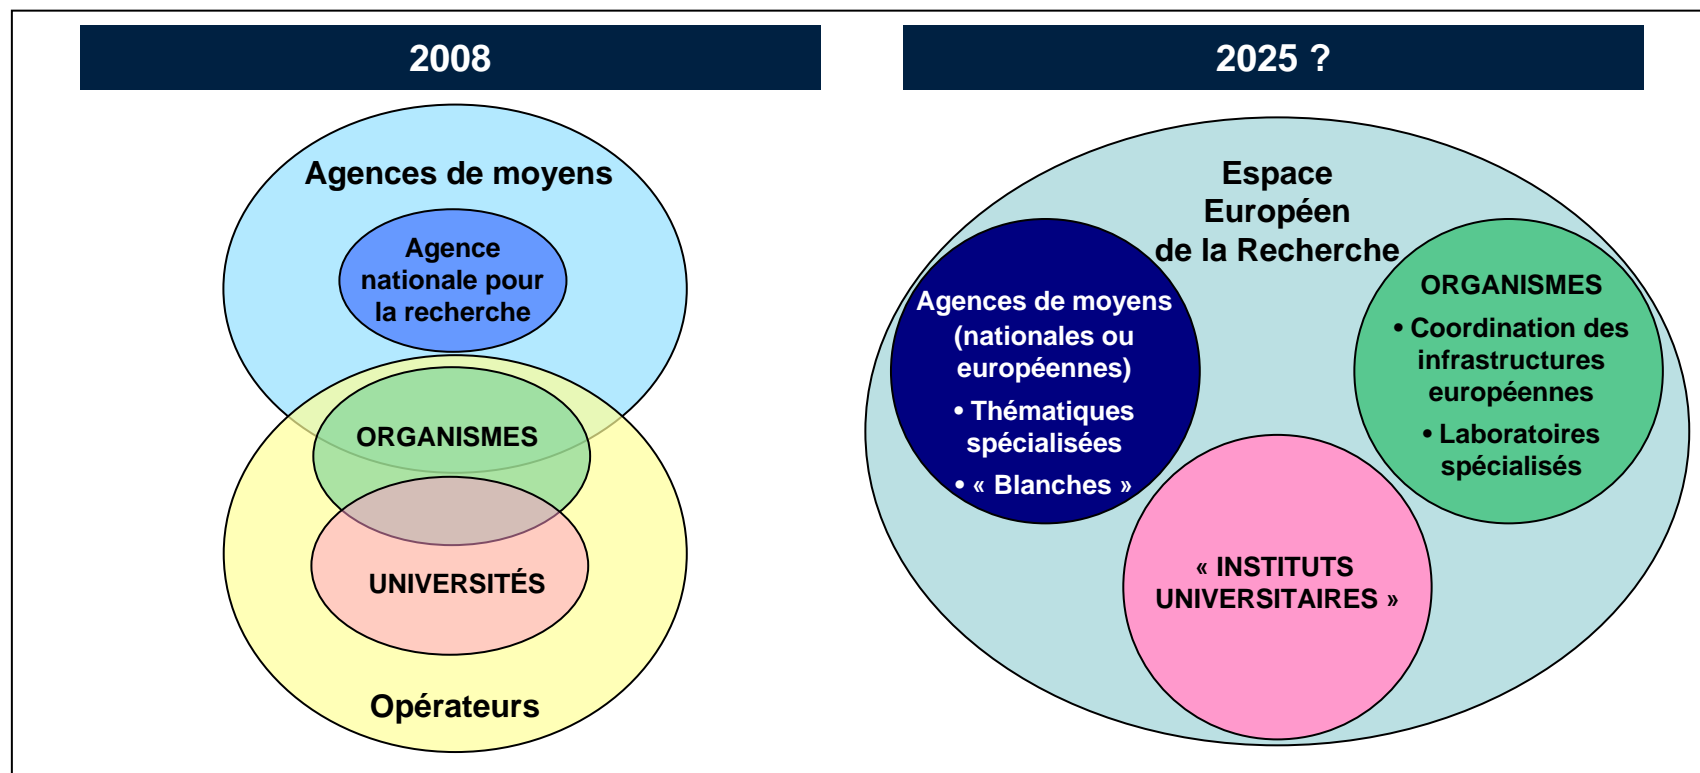 2008
Agences de moyens
Agence
nationale pour
la recherche
ORGANISMES
UNIVERSITÉS
Opérateurs
2025 ?
Espace
Européen
de la Recherche
Agences de moyens
(nationales ou
européennes)
• Thématiques
spécialisées
• « Blanches »
ORGANISMES
• Coordination des
infrastructures
européennes
• Laboratoires
spécialisés
« INSTITUTS
UNIVERSITAIRES »